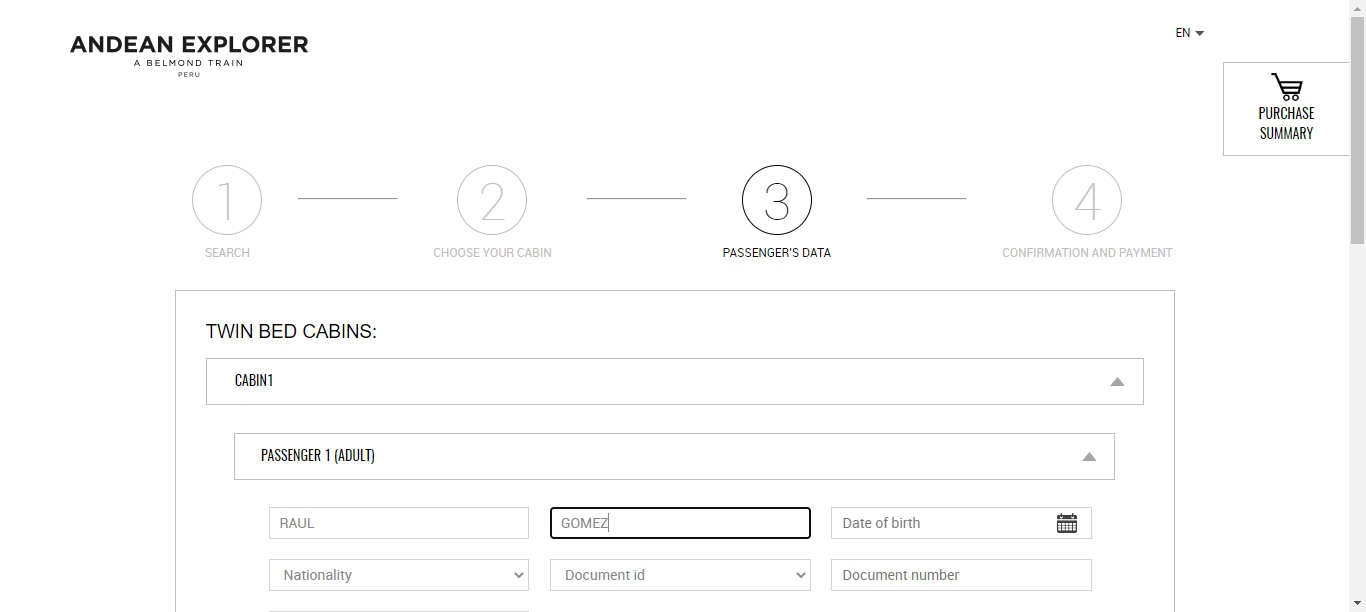 ANDEAN EXPLORER
A BELMOND TRAIN
PERU
EN
PURCHASE
SUMMARY
1
2
3
4
SEARCH
CHOOSE YOUR CABIN
PASSENGER'S DATA
CONFIRMATION AND PAYMENT
TWIN BED CABINS:
CABIN1
PASSENGER 1 (ADULT)
RAUL
GOMEZ
Date of birth
Nationality
Document id
Document number